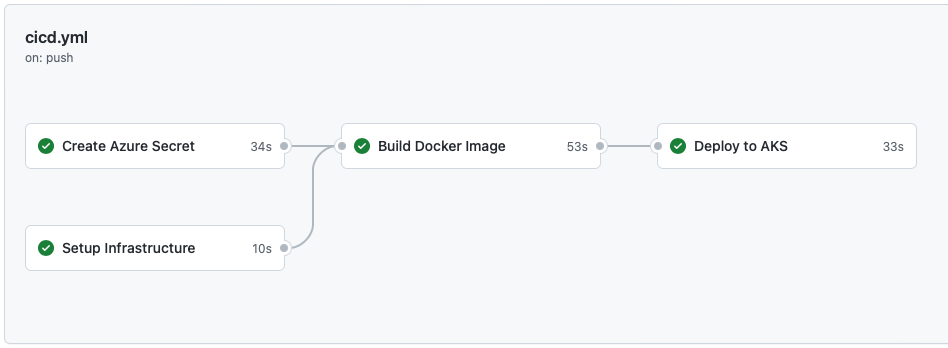 cicd.yml
on: push
Create Azure Secret 34s
Build Docker Image 53s
Deploy to AKS 33s
Setup Infrastructure 10s